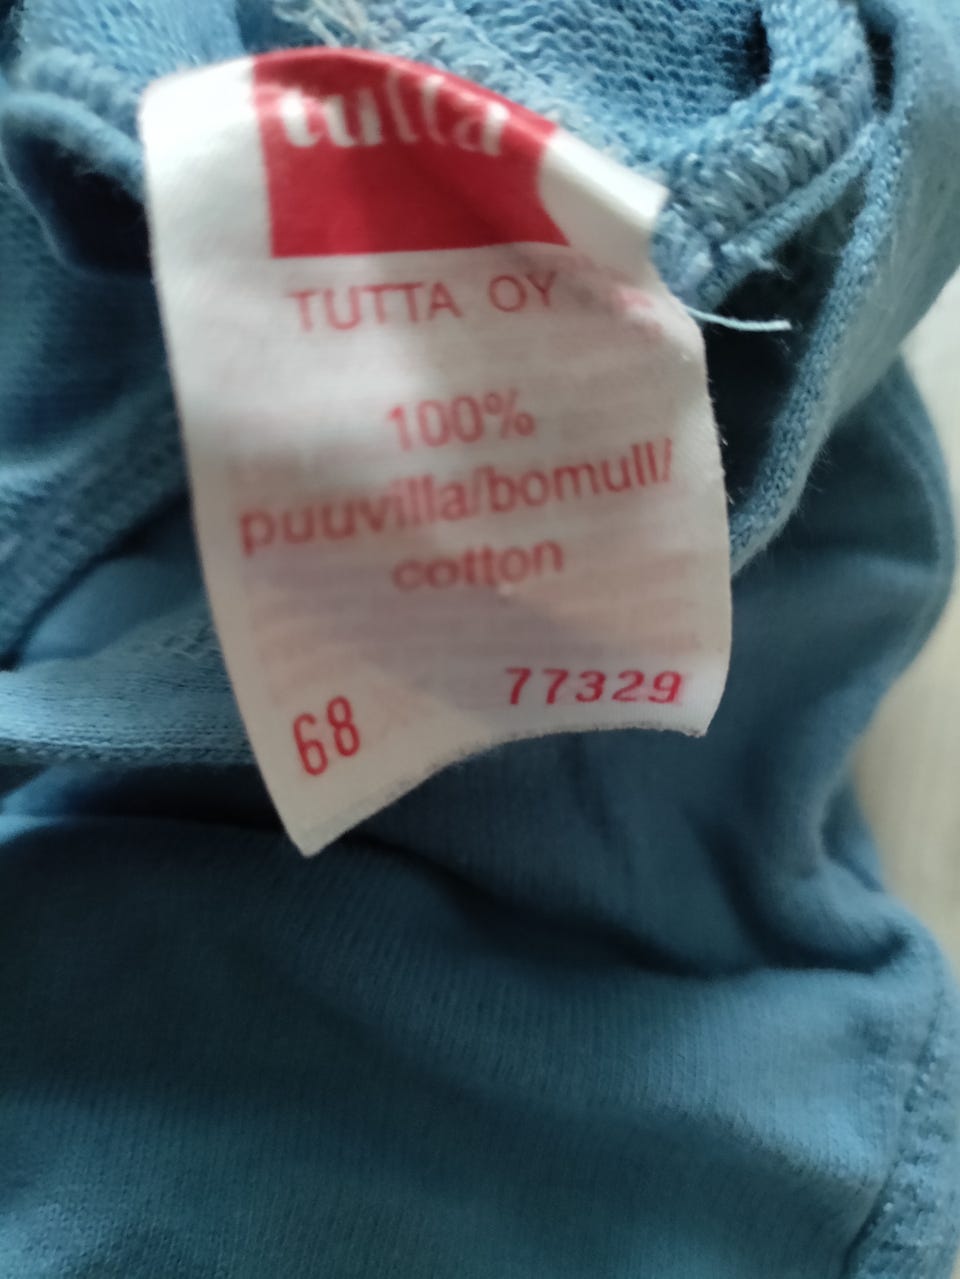 tutta
TUTTA OY
100%
puuvilla/bomull/
cotton
68 77329